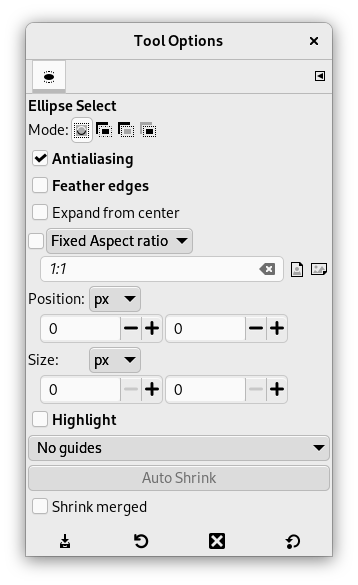 Tool Options
Ellipse Select
Mode:
Antialiasing
Feather edges
Expand from center
Fixed Aspect ratio
1:1
Position: px
0 0
Size: px
0 0
Highlight
No guides
Auto Shrink
Shrink merged